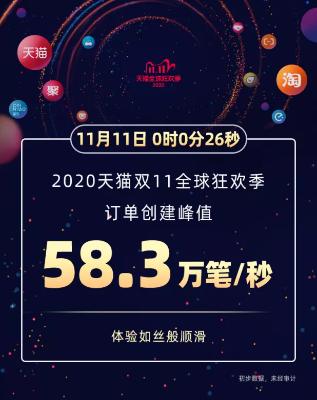 天猫
聚
淘
11.11
天猫全球狂欢季
2020
11月11日 0时0分26秒
2020天猫双11全球狂欢季
订单创建峰值
58.3万笔/秒
体验如丝般顺滑
初步数据，未经审计